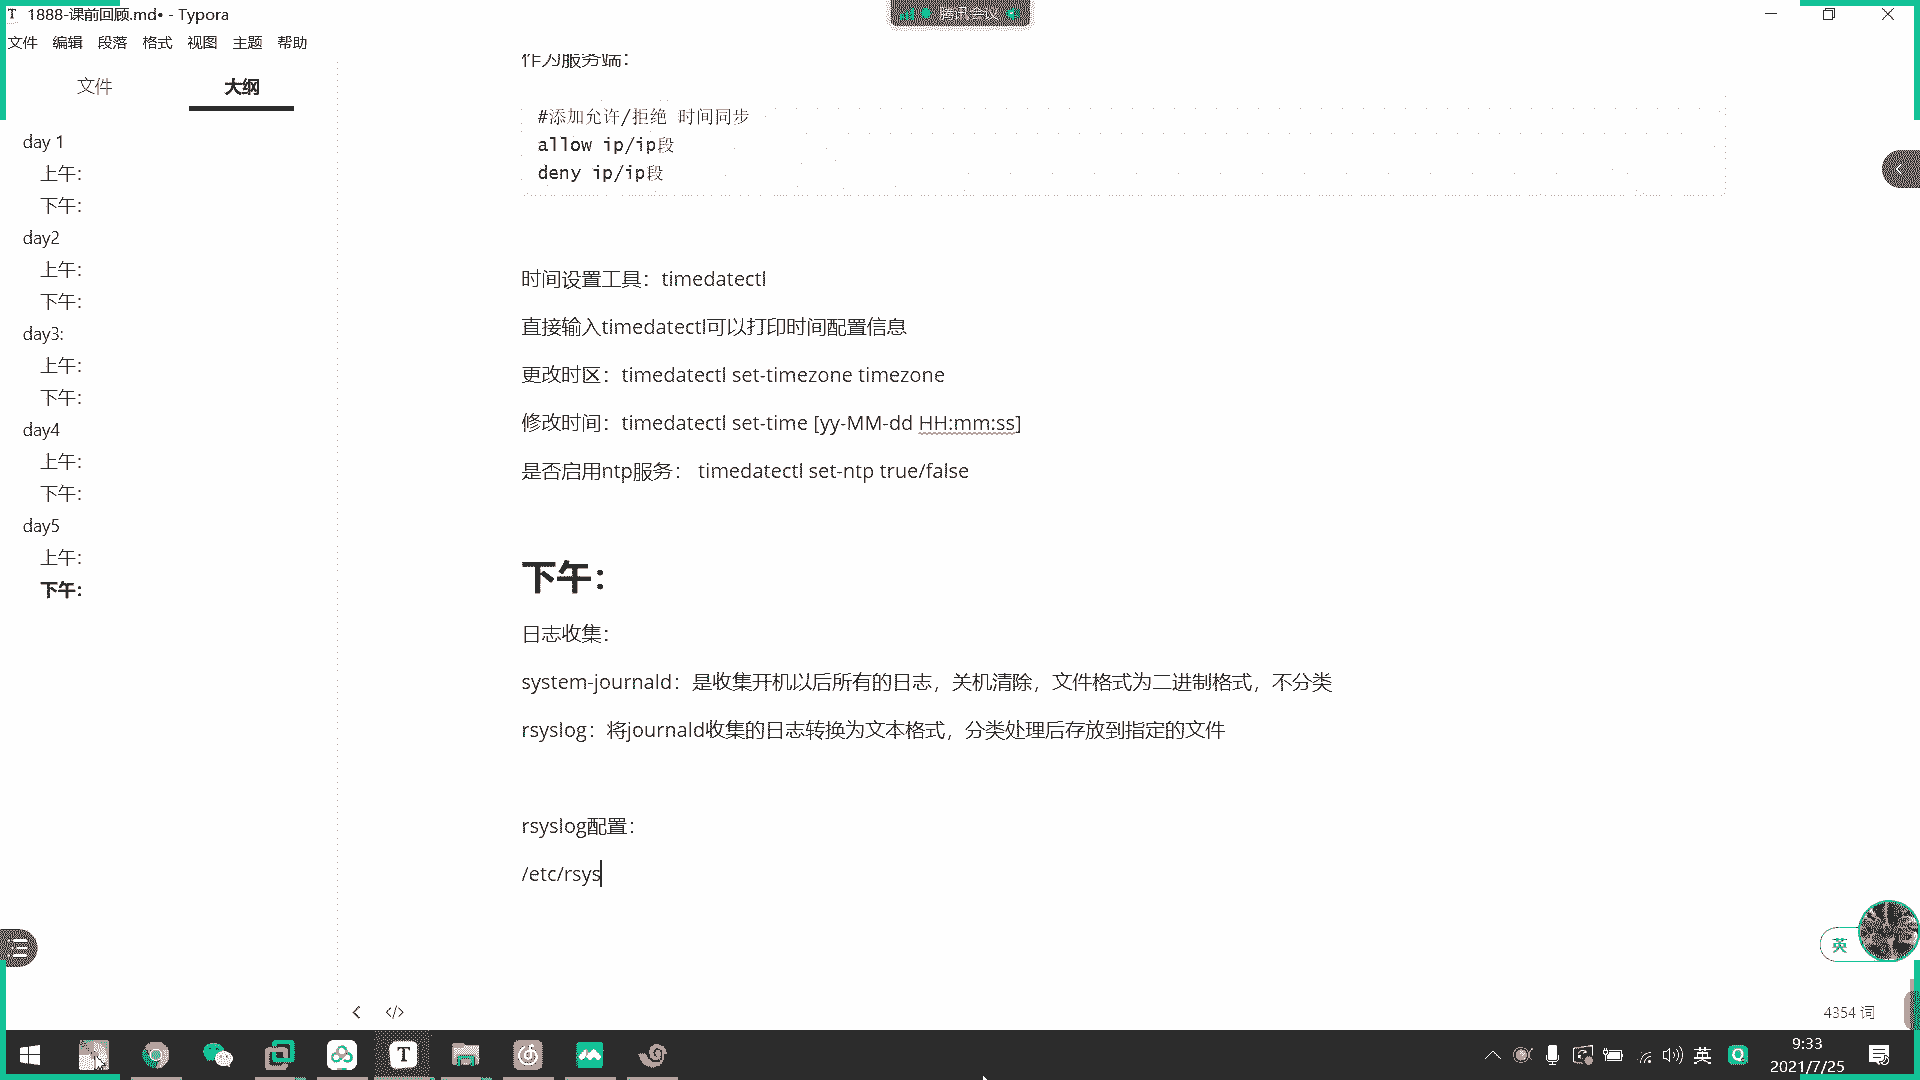 T 1888-课前回顾.md• - Typora
腾讯会议
文件 编辑 段落 格式 视图 主题 帮助
文件 大纲
day 1
上午：
下午：
day2
上午：
下午：
day3:
上午：
下午：
day4
上午：
下午：
day5
上午：
下午：
作为服务端：
#添加允许/拒绝 时间同步
allow ip/ip段
deny ip/ip段
时间设置工具：timedatectl
直接输入timedatectl可以打印时间配置信息
更改时区：timedatectl set-timezone timezone
修改时间：timedatectl set-time [yy-MM-dd HH:mm:ss]
是否启用ntp服务： timedatectl set-ntp true/false
下午：
日志收集：
system-journald：是收集开机以后所有的日志，关机清除，文件格式为二进制格式，不分类
rsyslog：将journald收集的日志转换为文本格式，分类处理后存放到指定的文件
rsyslog配置：
/etc/rsys
英
</>
4354 词
T
英
9:33
2021/7/25